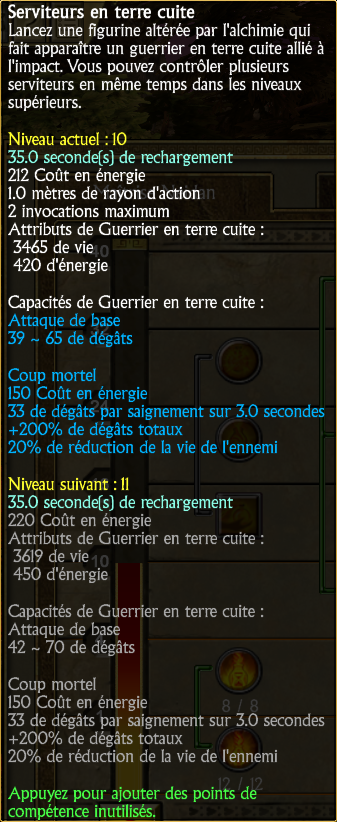 Serviteurs en terre cuite
Lancez une figurine altérée par l'alchimie qui
fait apparaître un guerrier en terre cuite allié à
l'impact. Vous pouvez contrôler plusieurs
serviteurs en même temps dans les niveaux
supérieurs.
Niveau actuel : 10
35.0 seconde(s) de rechargement
212 Coût en énergie
1.0 mètres de rayon d'action
2 invocations maximum
Attributs de Guerrier en terre cuite :
3465 de vie
420 d'énergie
Capacités de Guerrier en terre cuite :
Attaque de base
39 ~ 65 de dégâts
Coup mortel
150 Coût en énergie
33 de dégâts par saignement sur 3.0 secondes
+200% de dégâts totaux
20% de réduction de la vie de l'ennemi
Niveau suivant : 11
35.0 seconde(s) de rechargement
220 Coût en énergie
Attributs de Guerrier en terre cuite :
3619 de vie
450 d'énergie
Capacités de Guerrier en terre cuite :
Attaque de base
42 ~ 70 de dégâts
Coup mortel
150 Coût en énergie
33 de dégâts par saignement sur 3.0 secondes
+200% de dégâts totaux
20% de réduction de la vie de l'ennemi
Appuyez pour ajouter des points de
compétence inutilisés.
40
24
10
8 / 8
12 / 12